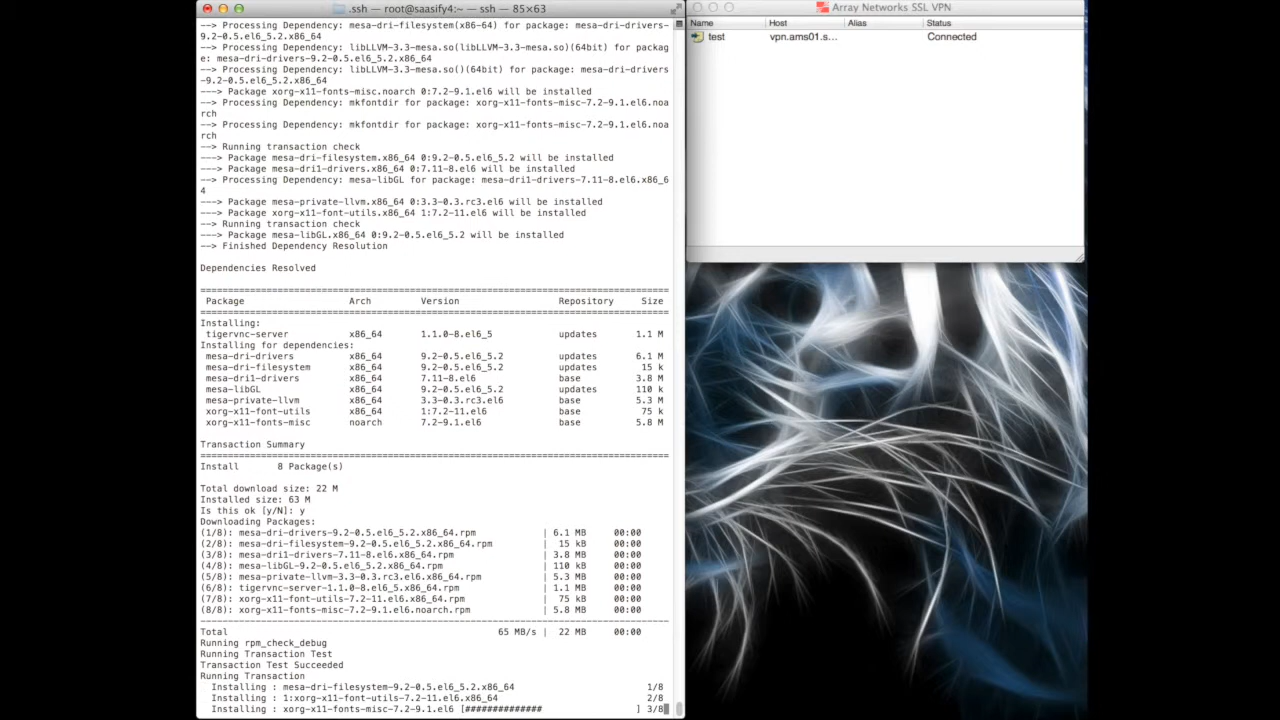 .ssh — root@saasify4:~ — ssh — 85×63
--> Processing Dependency: mesa-dri-filesystem(x86-64) for package: mesa-dri-drivers-
9.2-0.5.el6_5.2.x86_64
--> Processing Dependency: libLLVM-3.3-mesa.so(libLLVM-3.3-mesa.so)(64bit) for packag
e: mesa-dri-drivers-9.2-0.5.el6_5.2.x86_64
--> Processing Dependency: libLLVM-3.3-mesa.so()(64bit) for package: mesa-dri-drivers
-9.2-0.5.el6_5.2.x86_64
---> Package xorg-x11-fonts-misc.noarch 0:7.2-9.1.el6 will be installed
--> Processing Dependency: mkfontdir for package: xorg-x11-fonts-misc-7.2-9.1.el6.noa
rch
--> Processing Dependency: mkfontdir for package: xorg-x11-fonts-misc-7.2-9.1.el6.noa
rch
--> Running transaction check
---> Package mesa-dri-filesystem.x86_64 0:9.2-0.5.el6_5.2 will be installed
---> Package mesa-dri1-drivers.x86_64 0:7.11-8.el6 will be installed
--> Processing Dependency: mesa-libGL for package: mesa-dri1-drivers-7.11-8.el6.x86_6
4
---> Package mesa-private-llvm.x86_64 0:3.3-0.3.rc3.el6 will be installed
---> Package xorg-x11-font-utils.x86_64 1:7.2-11.el6 will be installed
--> Running transaction check
---> Package mesa-libGL.x86_64 0:9.2-0.5.el6_5.2 will be installed
--> Finished Dependency Resolution
Dependencies Resolved
=====================================================================================
Package Arch Version Repository Size
=====================================================================================
Installing:
tigervnc-server x86_64 1.1.0-8.el6_5 updates 1.1 M
Installing for dependencies:
mesa-dri-drivers x86_64 9.2-0.5.el6_5.2 updates 6.1 M
mesa-dri-filesystem x86_64 9.2-0.5.el6_5.2 updates 15 k
mesa-dri1-drivers x86_64 7.11-8.el6 base 3.8 M
mesa-libGL x86_64 9.2-0.5.el6_5.2 updates 110 k
mesa-private-llvm x86_64 3.3-0.3.rc3.el6 base 5.3 M
xorg-x11-font-utils x86_64 1:7.2-11.el6 base 75 k
xorg-x11-fonts-misc noarch 7.2-9.1.el6 base 5.8 M
Transaction Summary
=====================================================================================
Install 8 Package(s)
Total download size: 22 M
Installed size: 63 M
Is this ok [y/N]: y
Downloading Packages:
(1/8): mesa-dri-drivers-9.2-0.5.el6_5.2.x86_64.rpm | 6.1 MB 00:00
(2/8): mesa-dri-filesystem-9.2-0.5.el6_5.2.x86_64.rpm | 15 kB 00:00
(3/8): mesa-dri1-drivers-7.11-8.el6.x86_64.rpm | 3.8 MB 00:00
(4/8): mesa-libGL-9.2-0.5.el6_5.2.x86_64.rpm | 110 kB 00:00
(5/8): mesa-private-llvm-3.3-0.3.rc3.el6.x86_64.rpm | 5.3 MB 00:00
(6/8): tigervnc-server-1.1.0-8.el6_5.x86_64.rpm | 1.1 MB 00:00
(7/8): xorg-x11-font-utils-7.2-11.el6.x86_64.rpm | 75 kB 00:00
(8/8): xorg-x11-fonts-misc-7.2-9.1.el6.noarch.rpm | 5.8 MB 00:00
-------------------------------------------------------------------------------------
Total 65 MB/s | 22 MB 00:00
Running rpm_check_debug
Running Transaction Test
Transaction Test Succeeded
Running Transaction
Installing : mesa-dri-filesystem-9.2-0.5.el6_5.2.x86_64 1/8
Installing : 1:xorg-x11-font-utils-7.2-11.el6.x86_64 2/8
Installing : xorg-x11-fonts-misc-7.2-9.1.el6 [############## ] 3/8
Array Networks SSL VPN
Name Host Alias Status
test vpn.ams01.s... Connected